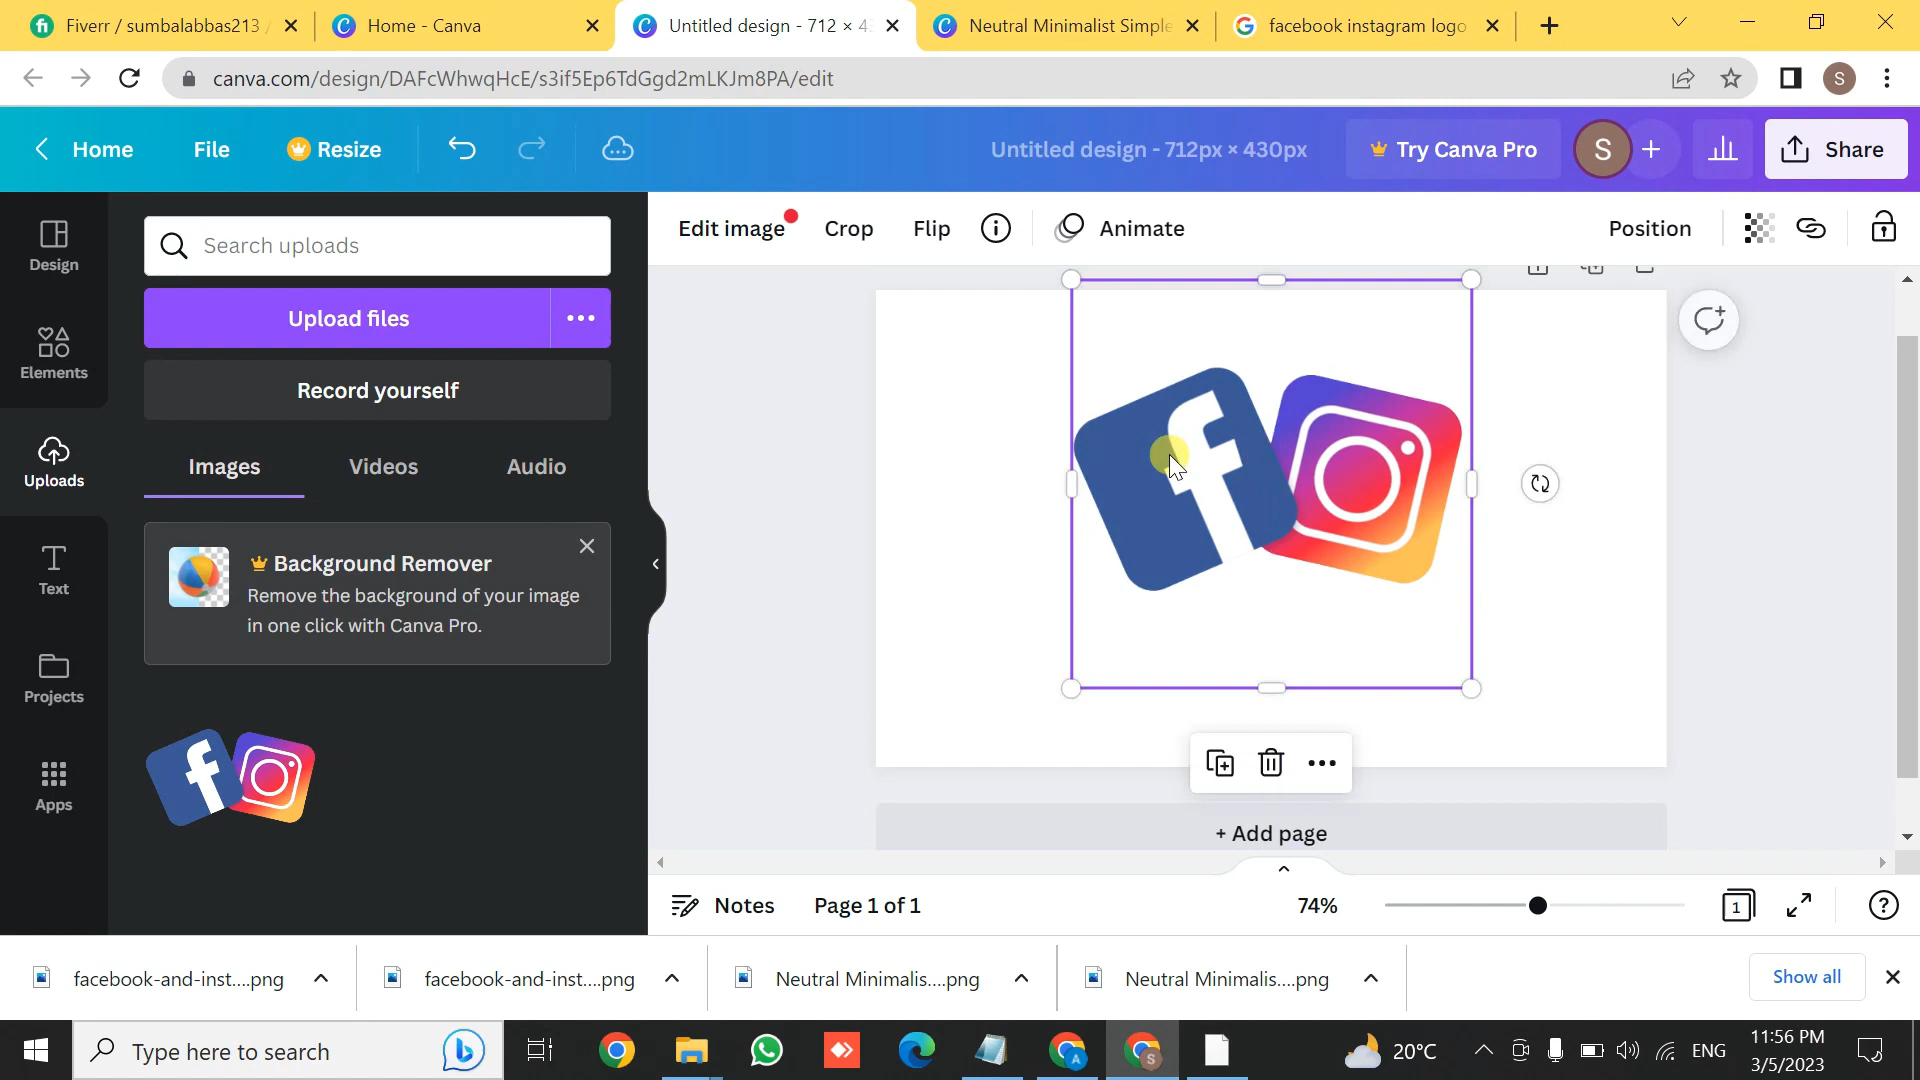 Fiverr / sumbalabbas213 /
Home - Canva
Untitled design - 712 × 43
Neutral Minimalist Simple
facebook instagram logo
canva.com/design/DAFcWhwqHcE/s3if5Ep6TdGgd2mLKJm8PA/edit
S
Home
File
Resize
Untitled design - 712px × 430px
Try Canva Pro
S
Share
Design
Elements
Uploads
Text
Projects
Apps
Search uploads
Upload files
Record yourself
Images
Videos
Audio
Background Remover
Remove the background of your image
in one click with Canva Pro.
Edit image
Crop
Flip
Animate
Position
+ Add page
Notes
Page 1 of 1
74%
1
facebook-and-inst....png
facebook-and-inst....png
Neutral Minimalis....png
Neutral Minimalis....png
Show all
Type here to search
A
S
20°C
ENG
11:56 PM
3/5/2023